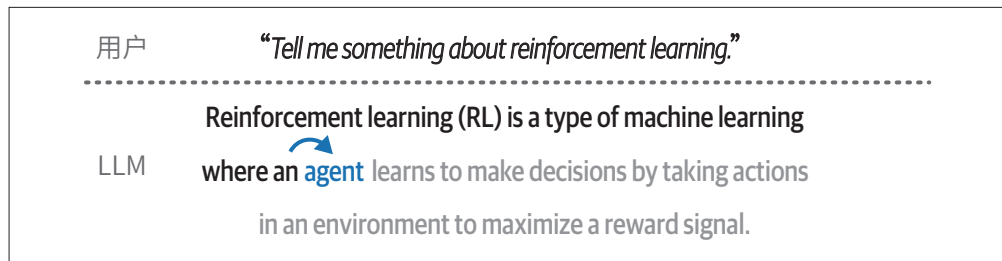 用户
“Tell me something about reinforcement learning.”
Reinforcement learning (RL) is a type of machine learning
LLM
where an agent learns to make decisions by taking actions
in an environment to maximize a reward signal.